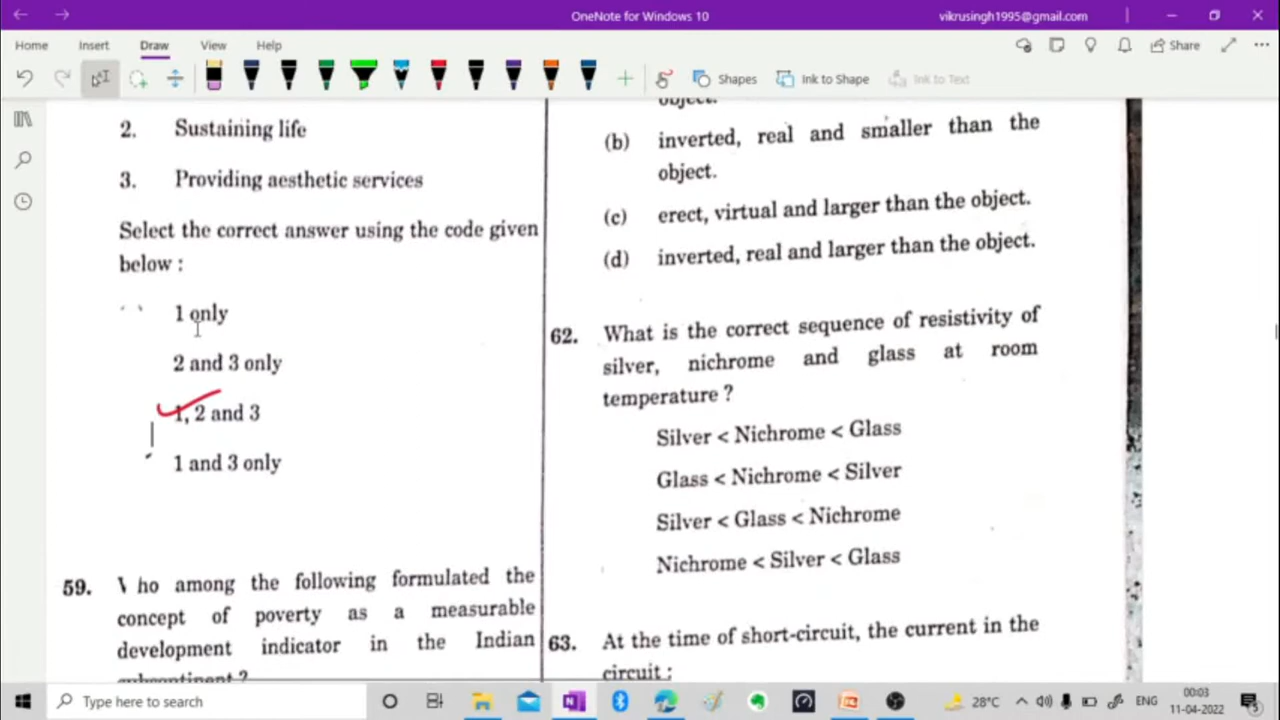 OneNote for Windows 10
vikrusingh1995@gmail.com
Home Insert Draw View Help
Share
Shapes
Ink to Shape
Ink to Text
2. Sustaining life
3. Providing aesthetic services
Select the correct answer using the code given
below :
1 only
2 and 3 only
1, 2 and 3
1 and 3 only
59. ho among the following formulated the
concept of poverty as a measurable
development indicator in the Indian
subcontinent ?
object.
(b) inverted, real and smaller than the
object.
(c) erect, virtual and larger than the object.
(d) inverted, real and larger than the object.
62. What is the correct sequence of resistivity of
silver, nichrome and glass at room
temperature ?
Silver < Nichrome < Glass
Glass < Nichrome < Silver
Silver < Glass < Nichrome
Nichrome < Silver < Glass
63. At the time of short-circuit, the current in the
circuit :
Type here to search
28°C
ENG
00:03
11-04-2022